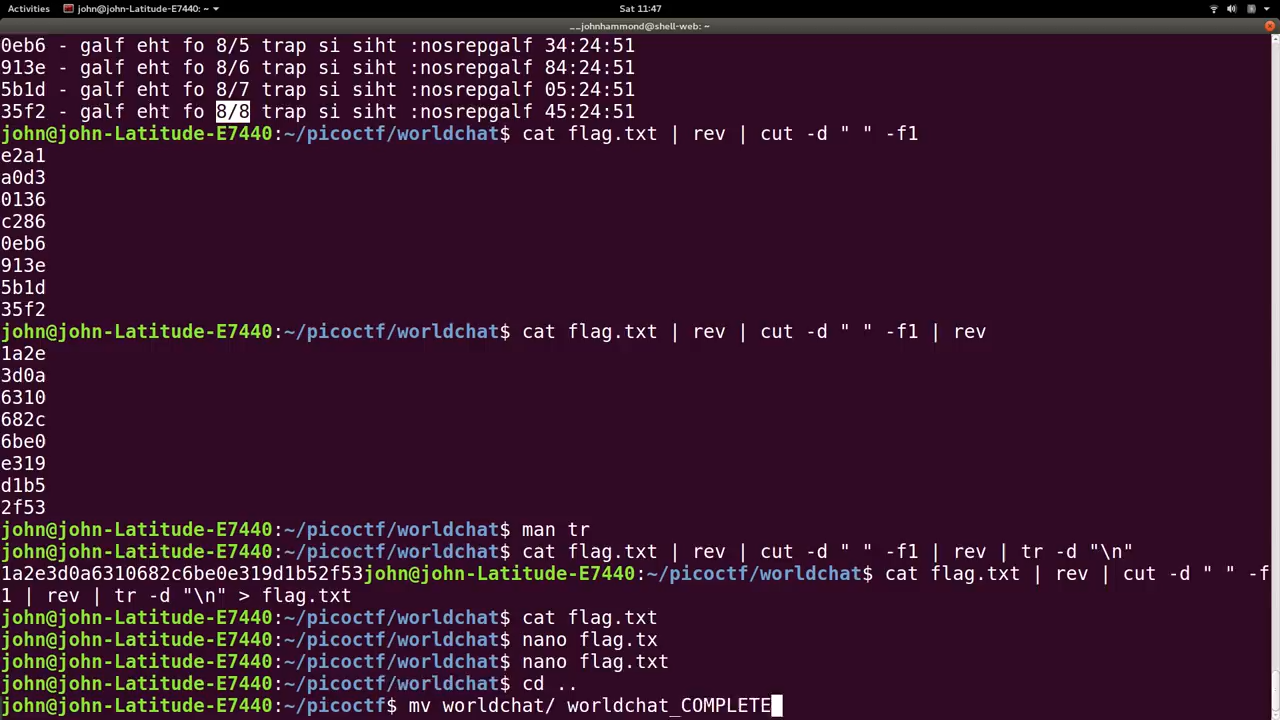 Activities john@john-Latitude-E7440: ~ Sat 11:47
__johnhammond@shell-web: ~
0eb6 - galf eht fo 8/5 trap si siht :nosrepgalf 34:24:51
913e - galf eht fo 8/6 trap si siht :nosrepgalf 84:24:51
5b1d - galf eht fo 8/7 trap si siht :nosrepgalf 05:24:51
35f2 - galf eht fo 8/8 trap si siht :nosrepgalf 45:24:51
john@john-Latitude-E7440:~/picoctf/worldchat$ cat flag.txt | rev | cut -d " " -f1
e2a1
a0d3
0136
c286
0eb6
913e
5b1d
35f2
john@john-Latitude-E7440:~/picoctf/worldchat$ cat flag.txt | rev | cut -d " " -f1 | rev
1a2e
3d0a
6310
682c
6be0
e319
d1b5
2f53
john@john-Latitude-E7440:~/picoctf/worldchat$ man tr
john@john-Latitude-E7440:~/picoctf/worldchat$ cat flag.txt | rev | cut -d " " -f1 | rev | tr -d "\n"
1a2e3d0a6310682c6be0e319d1b52f53john@john-Latitude-E7440:~/picoctf/worldchat$ cat flag.txt | rev | cut -d " " -f
1 | rev | tr -d "\n" > flag.txt
john@john-Latitude-E7440:~/picoctf/worldchat$ cat flag.txt
john@john-Latitude-E7440:~/picoctf/worldchat$ nano flag.tx
john@john-Latitude-E7440:~/picoctf/worldchat$ nano flag.txt
john@john-Latitude-E7440:~/picoctf/worldchat$ cd ..
john@john-Latitude-E7440:~/picoctf$ mv worldchat/ worldchat_COMPLETE